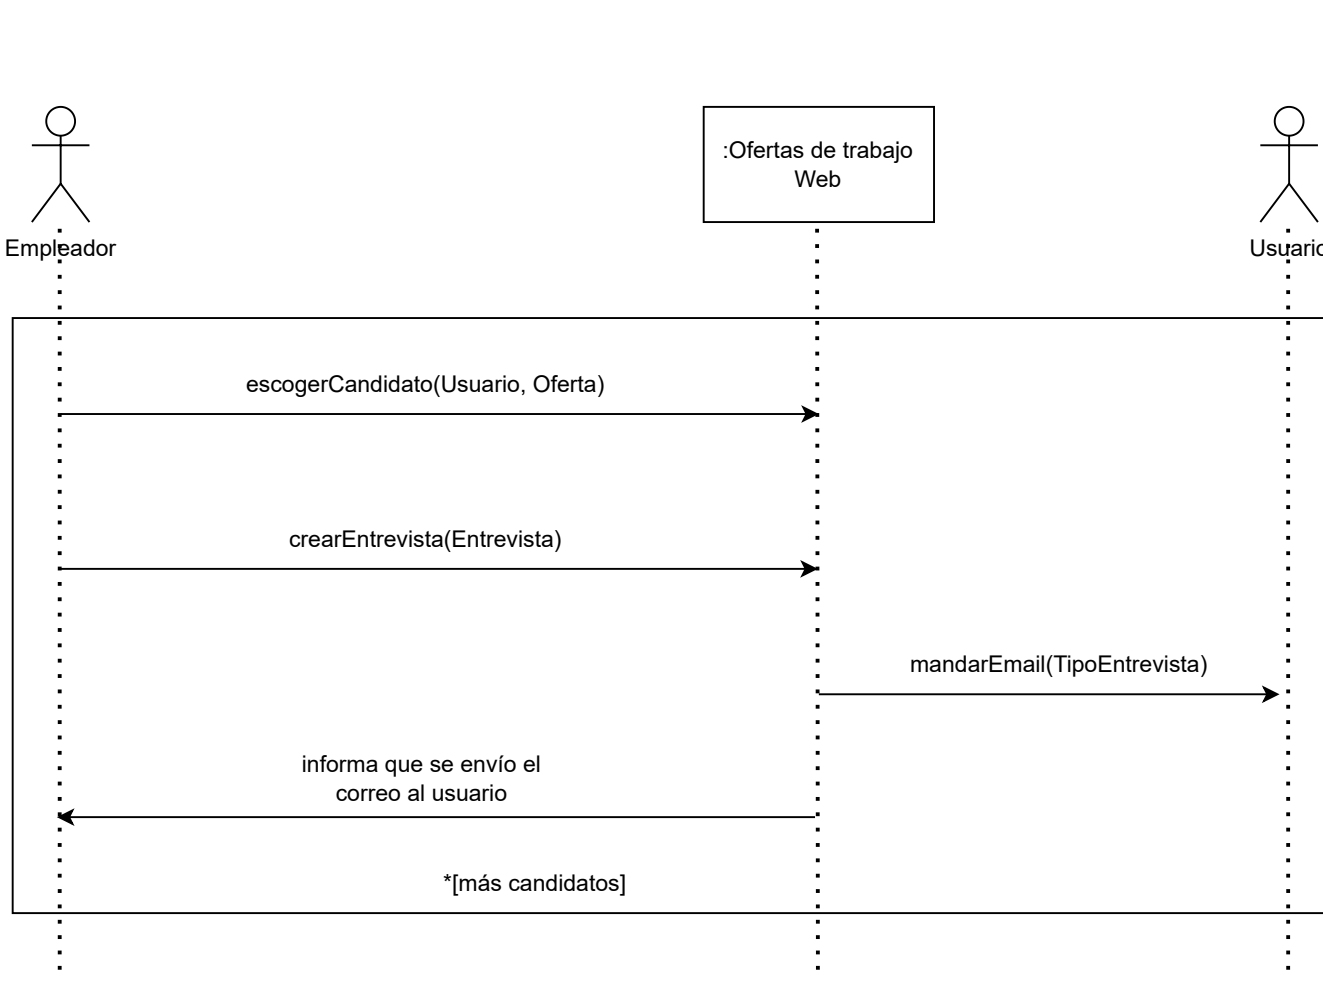 :Ofertas de trabajo
Web
Empleador
Usuario
escogerCandidato(Usuario, Oferta)
crearEntrevista(Entrevista)
mandarEmail(TipoEntrevista)
informa que se envío el
correo al usuario
*[más candidatos]